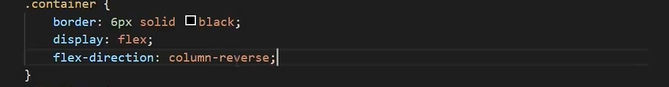 .container {
border: 6px solid black;
display: flex;
flex-direction: column-reverse;
}